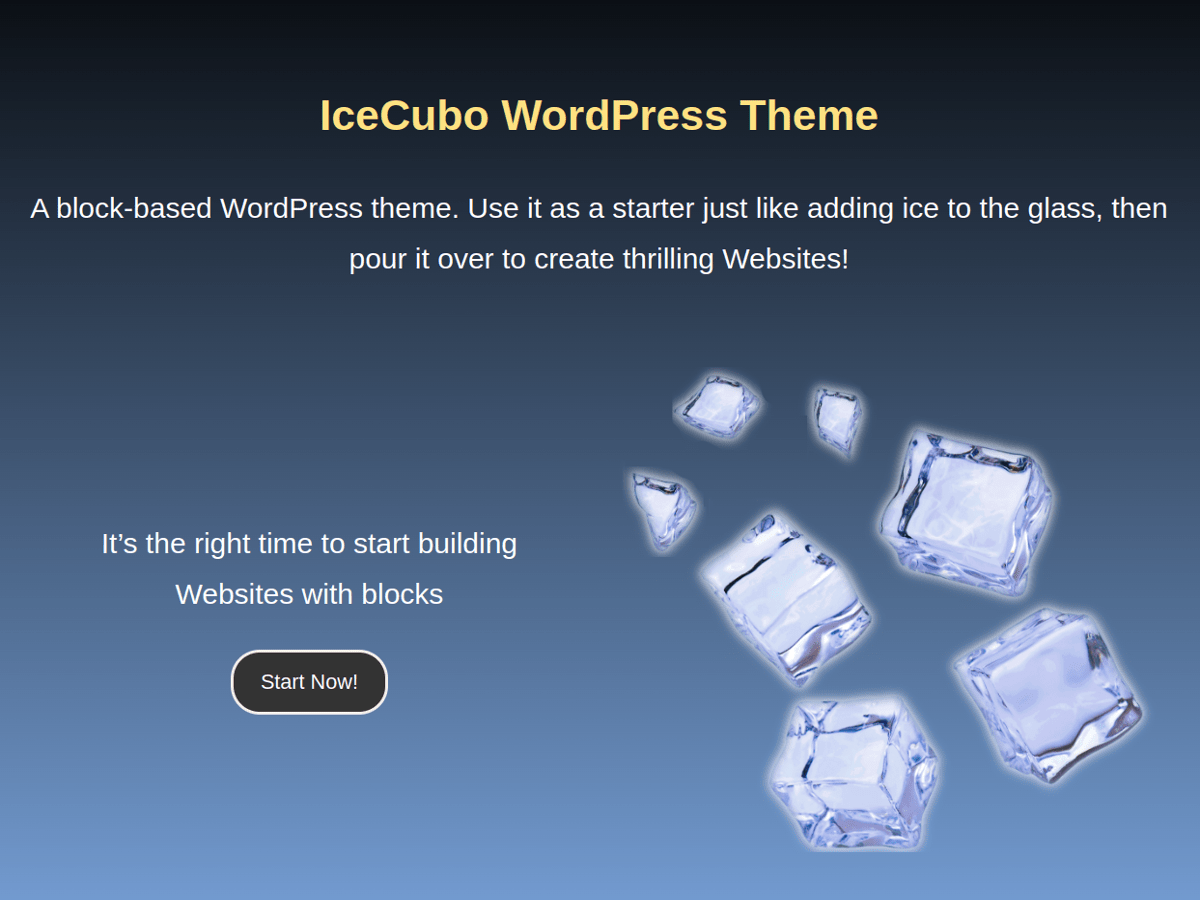 IceCubo WordPress Theme
A block-based WordPress theme. Use it as a starter just like adding ice to the glass, then
pour it over to create thrilling Websites!
It’s the right time to start building
Websites with blocks
Start Now!